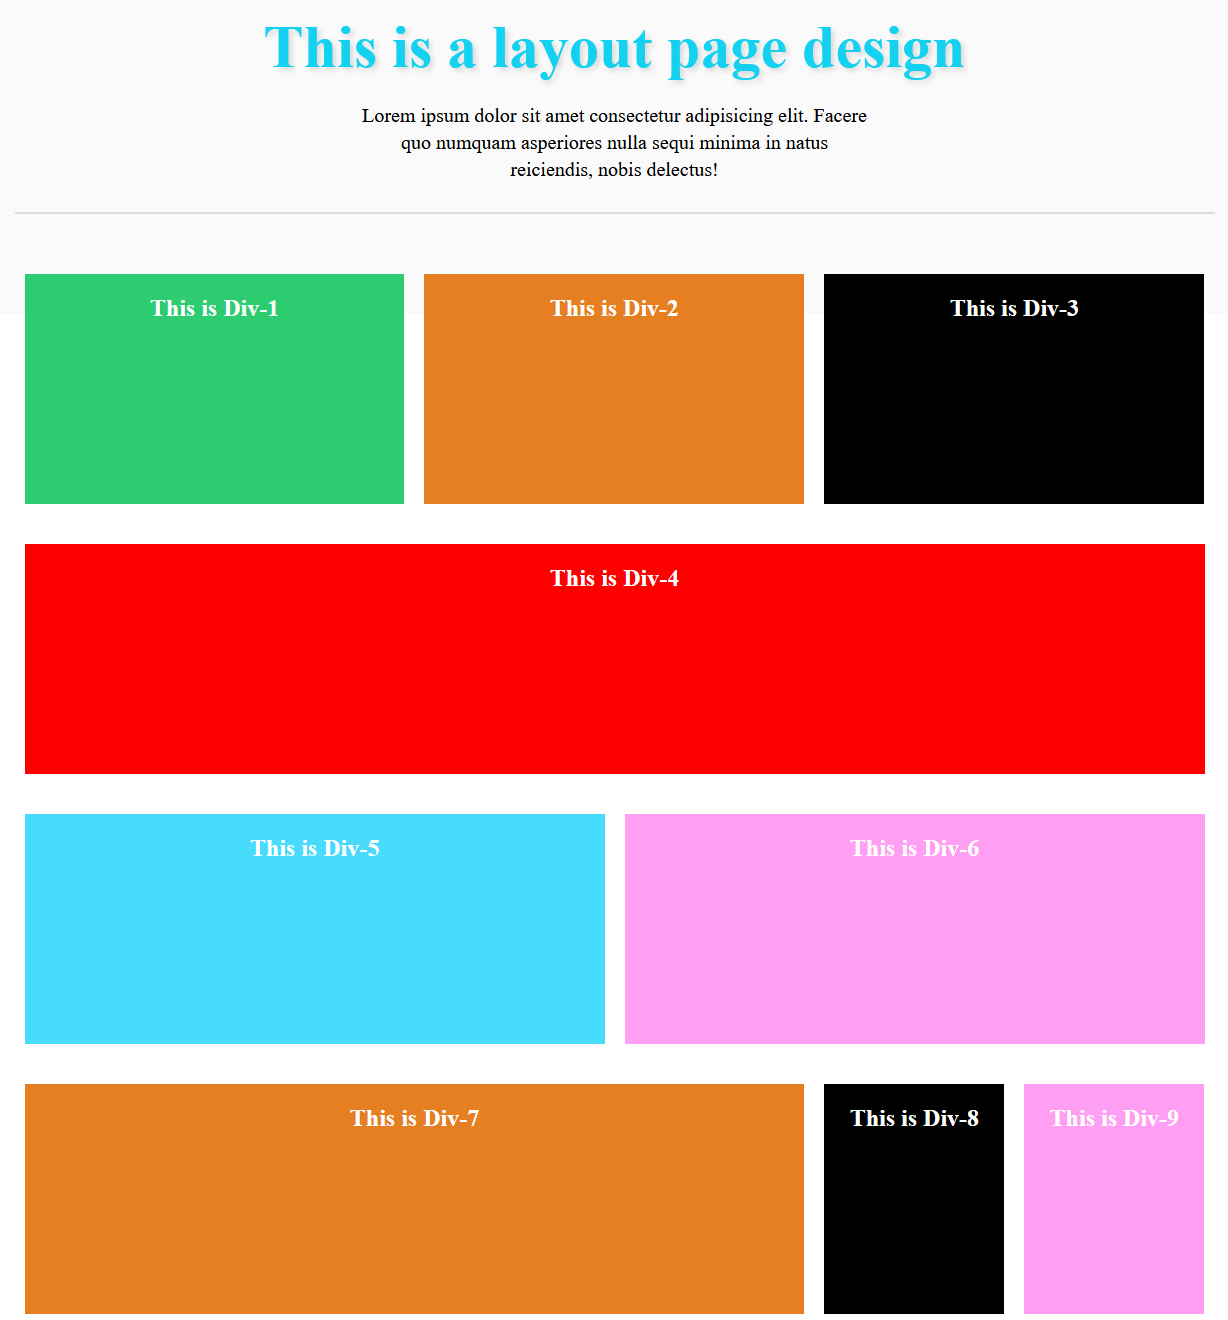 This is a layout page design
Lorem ipsum dolor sit amet consectetur adipisicing elit. Facere
quo numquam asperiores nulla sequi minima in natus
reiciendis, nobis delectus!
This is Div-1
This is Div-2
This is Div-3
This is Div-4
This is Div-5
This is Div-6
This is Div-7
This is Div-8
This is Div-9